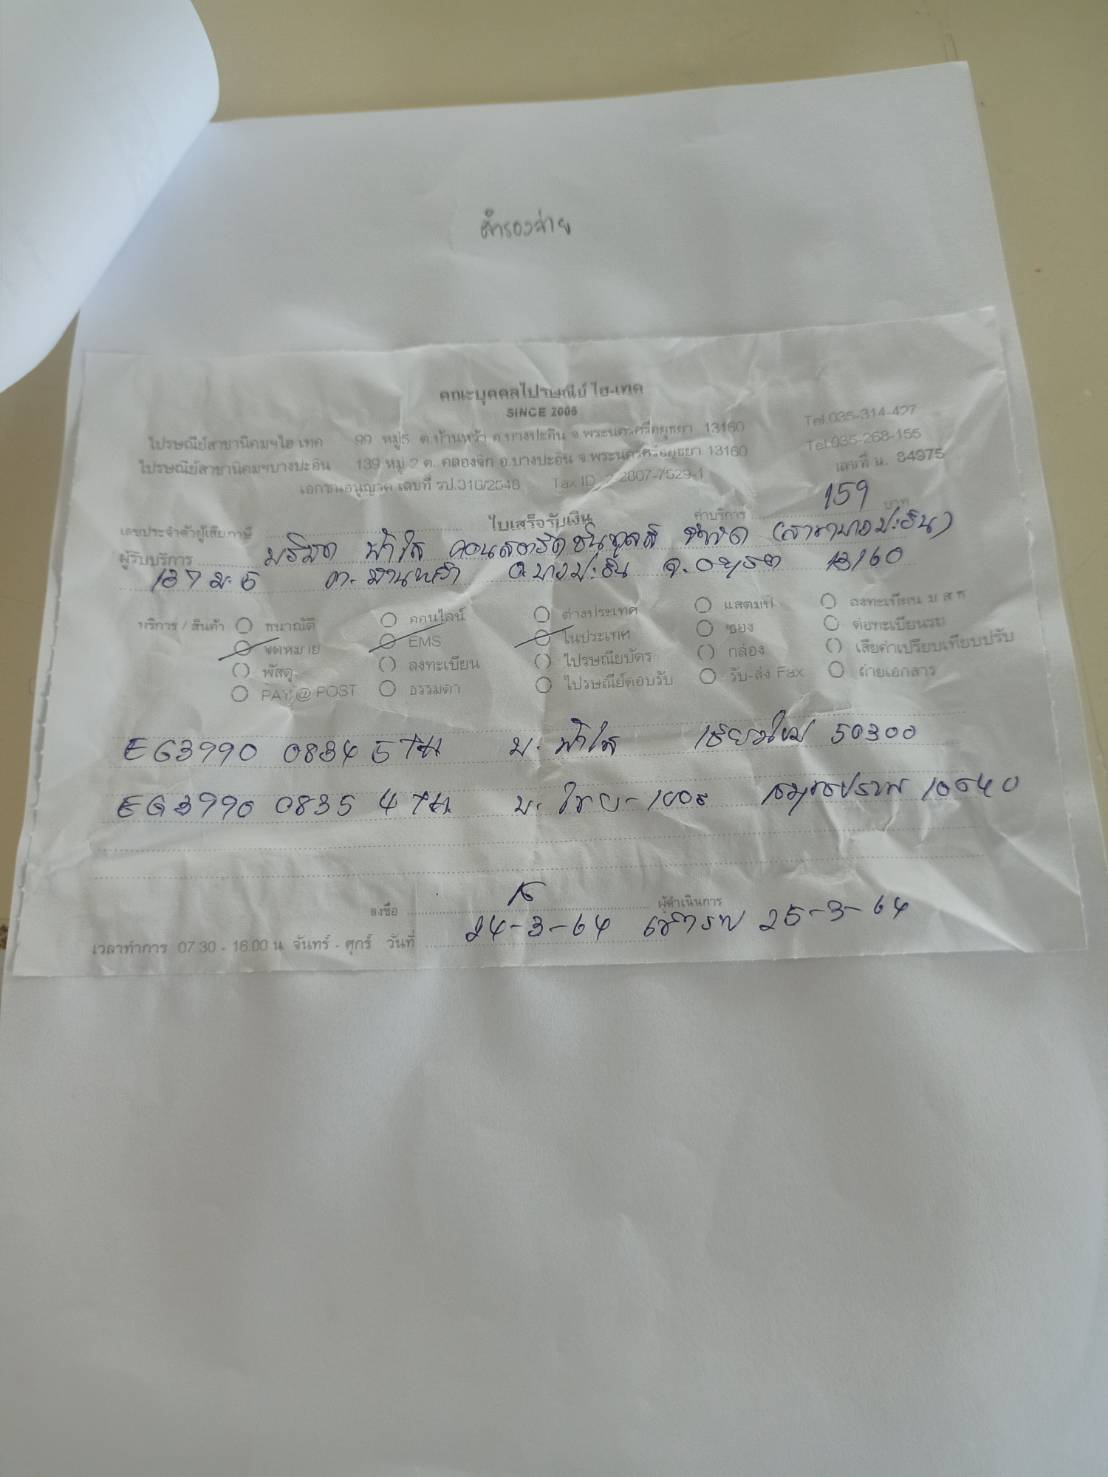 สำรองจ่าย
คณะบุคคลไปรษณีย์ ไฮ-เทค
SINCE 2006
ไปรษณีย์สาขานิคมฯไฮ เทค 99 หมู่5 ต.บ้านหว้า อ.บางปะอิน จ.พระนครศรีอยุธยา 13160 Tel.035-314-427
ไปรษณีย์สาขานิคมฯบางปะอิน 139 หมู่ 2 ต. คลองจิก อ.บางปะอิน จ.พระนครศรีอยุธยา 13160 Tel.035-268-155
เอกชนอนุญาต เลขที่ รป.316/2548 Tax ID 2007-7529-1 เลขที่ น. 84975
เลขประจำตัวผู้เสียภาษี ใบเสร็จรับเงิน ค่าบริการ 159 บาท
ผู้รับบริการ บริษัท ฟ้าใส คอนสตรัคชั่น จำกัด (สาขาบางปะอิน)
137 ม.5 ต. บ้านหว้า อ.บางปะอิน จ.อยุธยา 13160
บริการ / สินค้า ธนาณัติ ออนไลน์ ต่างประเทศ แสตมป์ ลงทะเบียน ม ส ธ
จดหมาย EMS ในประเทศ ซอง ต่อทะเบียนรถ
พัสดุ ลงทะเบียน ไปรษณียบัตร กล่อง เสียค่าเปรียบเทียบปรับ
PAY@POST ธรรมดา ไปรษณีย์ตอบรับ รับ-ส่ง Fax ถ่ายเอกสาร
EG3990 0834 5 TH บ. ฟ้าใส เชียงใหม่ 50300
EG3990 0835 4 TH บ. สมุทรปราการ 10540
ลงชื่อ ผู้ดำเนินการ
เวลาทำการ 07.30 - 16.00 น จันทร์ - ศุกร์ วันที่ 24-3-64 25-3-64